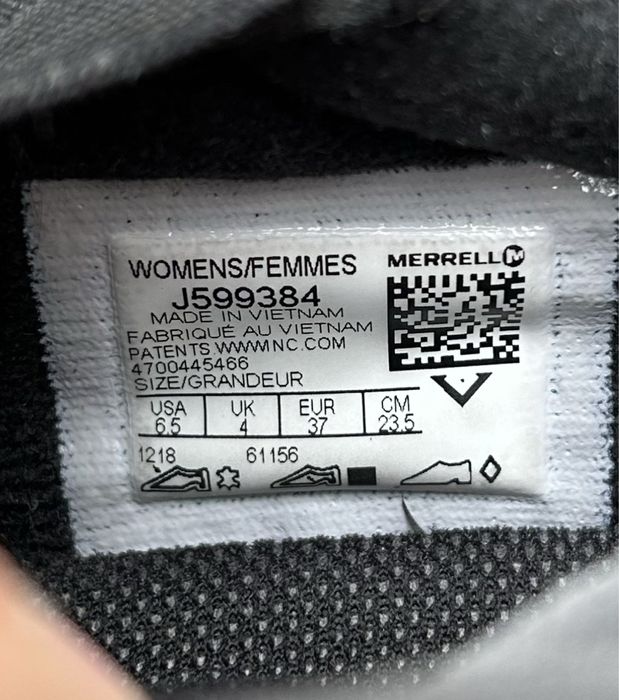 WOMENS/FEMMES
MERRELL
J599384
MADE IN VIETNAM
FABRIQUÉ AU VIETNAM
PATENTS WWWINC.COM
4700445466
SIZE/GRANDEUR
USA UK EUR CM
6.5 4 37 23.5
1218 61156